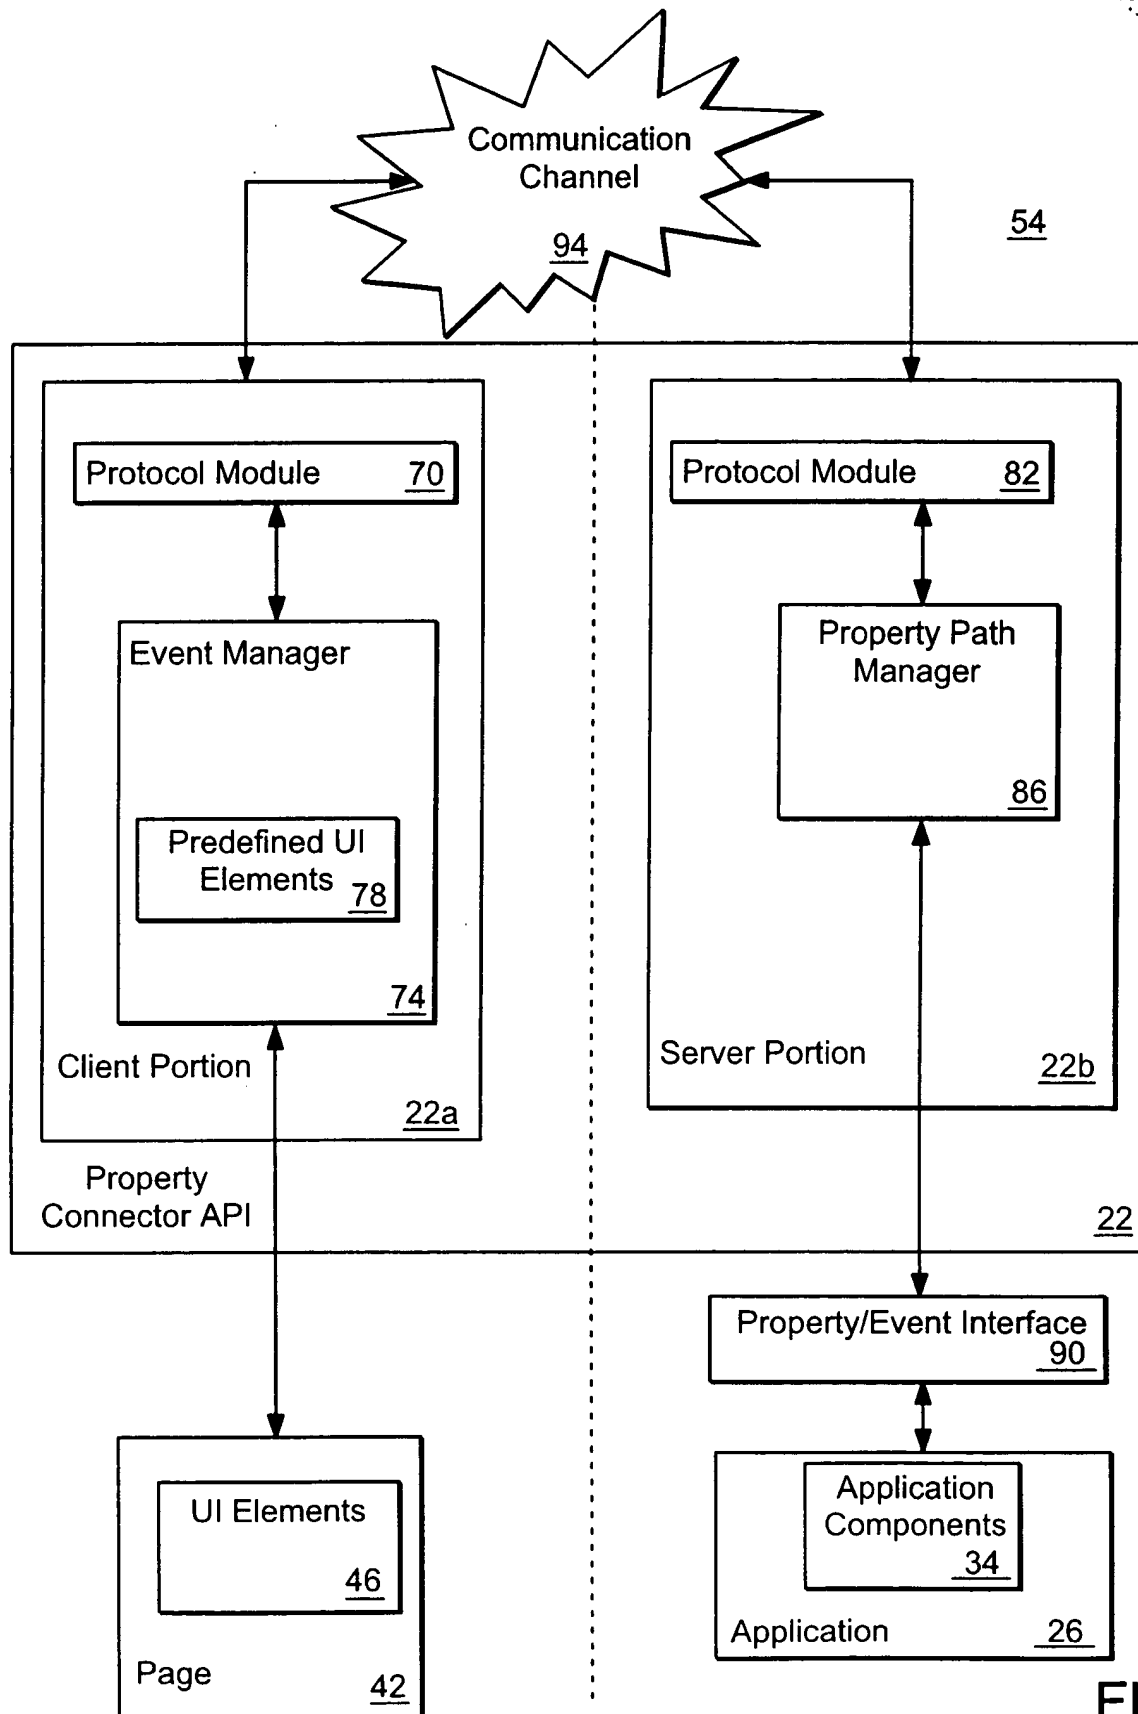 Communication
Channel
94
54
Protocol Module 70
Protocol Module 82
Event Manager
Property Path
Manager
86
Predefined UI
Elements
78
74
Client Portion
22a
Server Portion
22b
Property
Connector API
22
Property/Event Interface
90
UI Elements
46
Page
42
Application
Components
34
Application 26